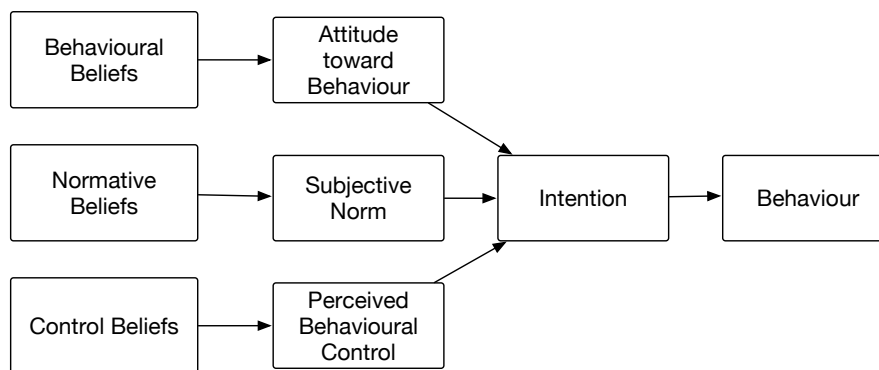 Behavioural
Beliefs
Attitude
toward
Behaviour
Normative
Beliefs
Subjective
Norm
Intention
Behaviour
Control Beliefs
Perceived
Behavioural
Control